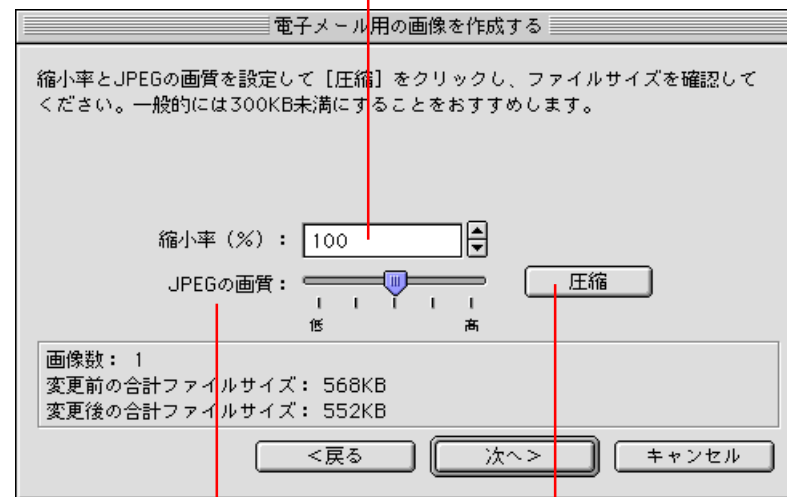 電子メール用の画像を作成する
縮小率とJPEGの画質を設定して［圧縮］をクリックし、ファイルサイズを確認して
ください。一般的には300KB未満にすることをおすすめします。
縮小率（％）： 100
JPEGの画質： 圧縮
低 高
画像数： 1
変更前の合計ファイルサイズ： 568KB
変更後の合計ファイルサイズ： 552KB
<戻る 次へ> キャンセル